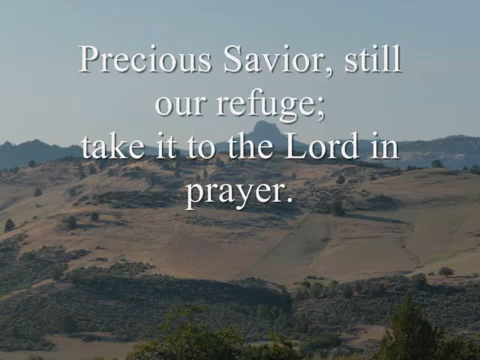 Precious Savior, still
our refuge;
take it to the Lord in
prayer.